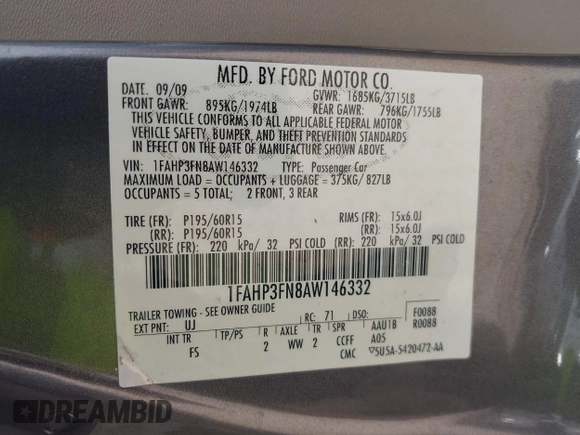 MFD. BY FORD MOTOR CO.
DATE: 09/09 GVWR: 1685KG/3715LB
FRONT GAWR: 895KG/1974LB REAR GAWR: 796KG/1755LB
THIS VEHICLE CONFORMS TO ALL APPLICABLE FEDERAL MOTOR
VEHICLE SAFETY, BUMPER, AND THEFT PREVENTION STANDARDS
IN EFFECT ON THE DATE OF MANUFACTURE SHOWN ABOVE.
VIN: 1FAHP3FN8AW146332 TYPE: Passenger Car
MAXIMUM LOAD = OCCUPANTS + LUGGAGE = 375KG/ 827LB
OCCUPANTS = 5 TOTAL: 2 FRONT, 3 REAR
TIRE (F) P195/60R15 RIMS (FR) 15x6.0J
(R) P195/60R15 (RR) 15x6.0J
PRESSURE (FR) 220 kPa/ 32 PSI COLD (RR) 220 kPa/ 32 PSI COLD
1FAHP3FN8AW146332
TRAILER TOWING - SEE OWNER GUIDE
EXT PNT: UJ RC: 71 DSO: F0088
INT TR TP/PS R AXLE TR SPR AAU1B R0088
FS 2 WW 2 CCFF A05
CMC 5U5A-5420472-AA
DREAMBID